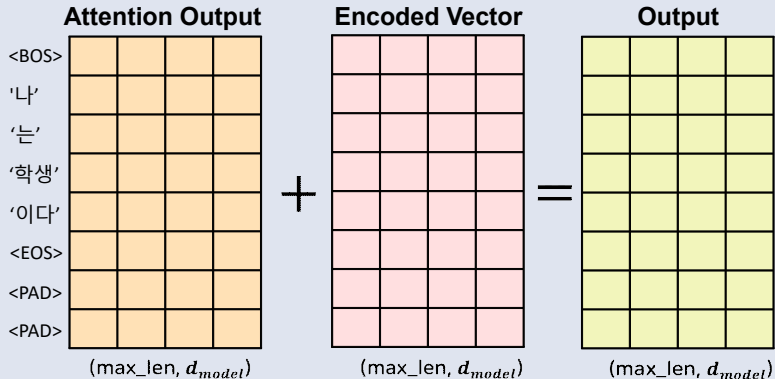 Attention Output Encoded Vector Output
<BOS>
'나’
‘는’
‘학생’
‘이다’
<EOS>
<PAD>
<PAD>
+ =
(max_len, d_model) (max_len, d_model) (max_len, d_model)